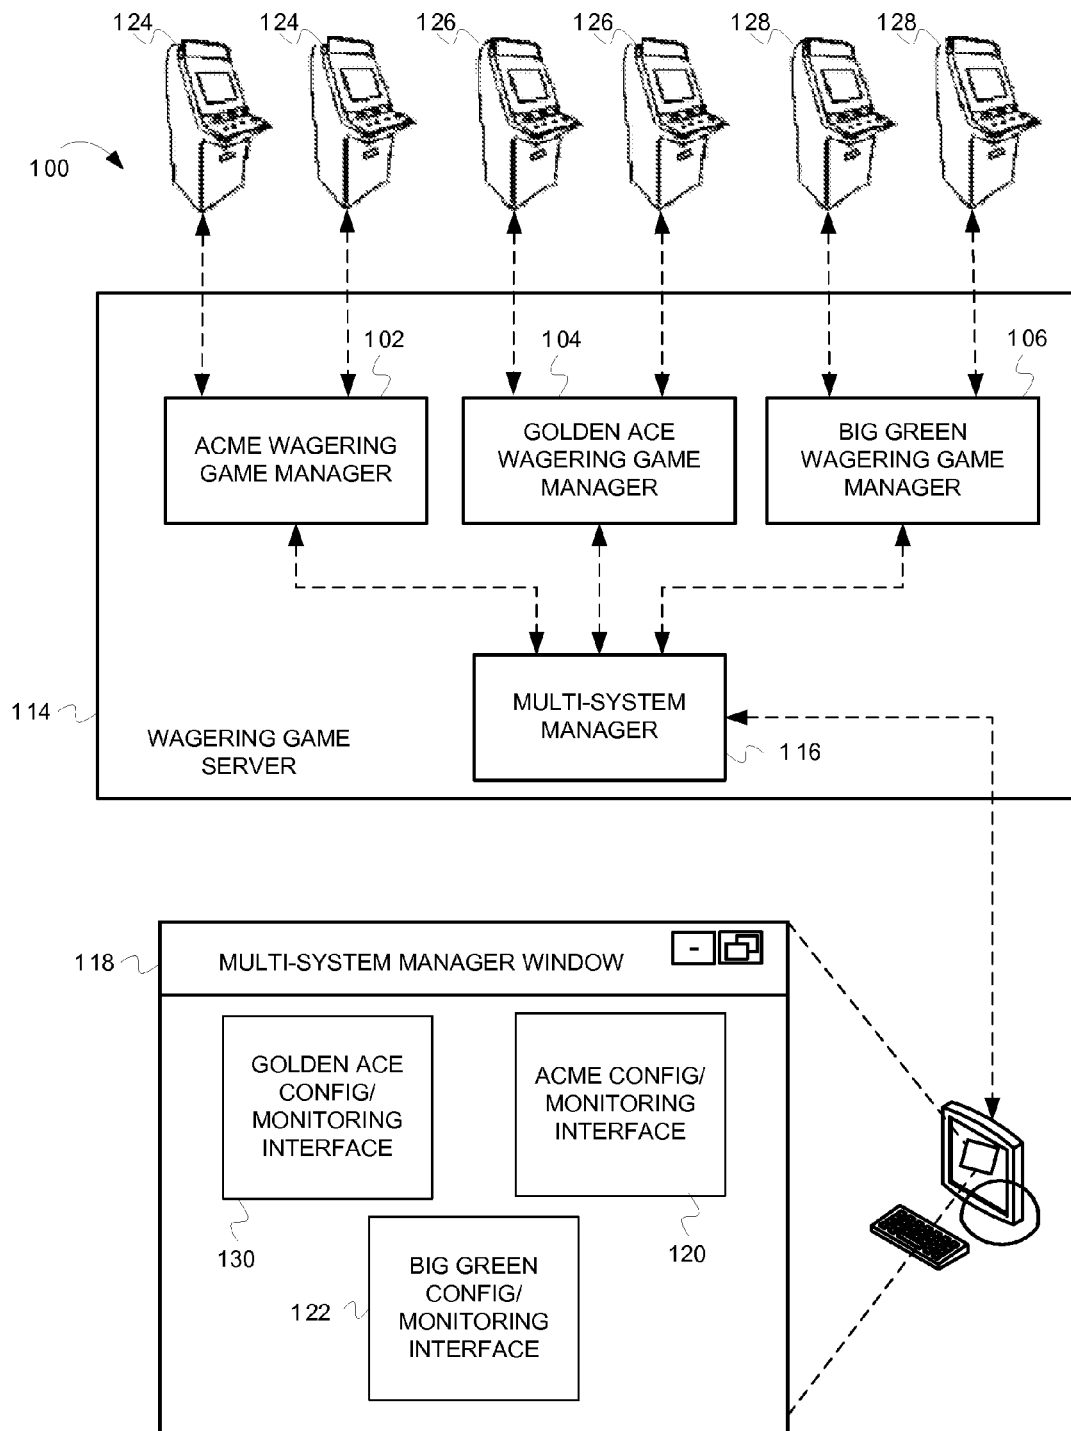 124
124
126
126
128
128
100
102
104
106
ACME WAGERING
GAME MANAGER
GOLDEN ACE
WAGERING GAME
MANAGER
BIG GREEN
WAGERING GAME
MANAGER
114
WAGERING GAME
SERVER
MULTI-SYSTEM
MANAGER
116
118
MULTI-SYSTEM MANAGER WINDOW
-
GOLDEN ACE
CONFIG/
MONITORING
INTERFACE
130
ACME CONFIG/
MONITORING
INTERFACE
120
122
BIG GREEN
CONFIG/
MONITORING
INTERFACE